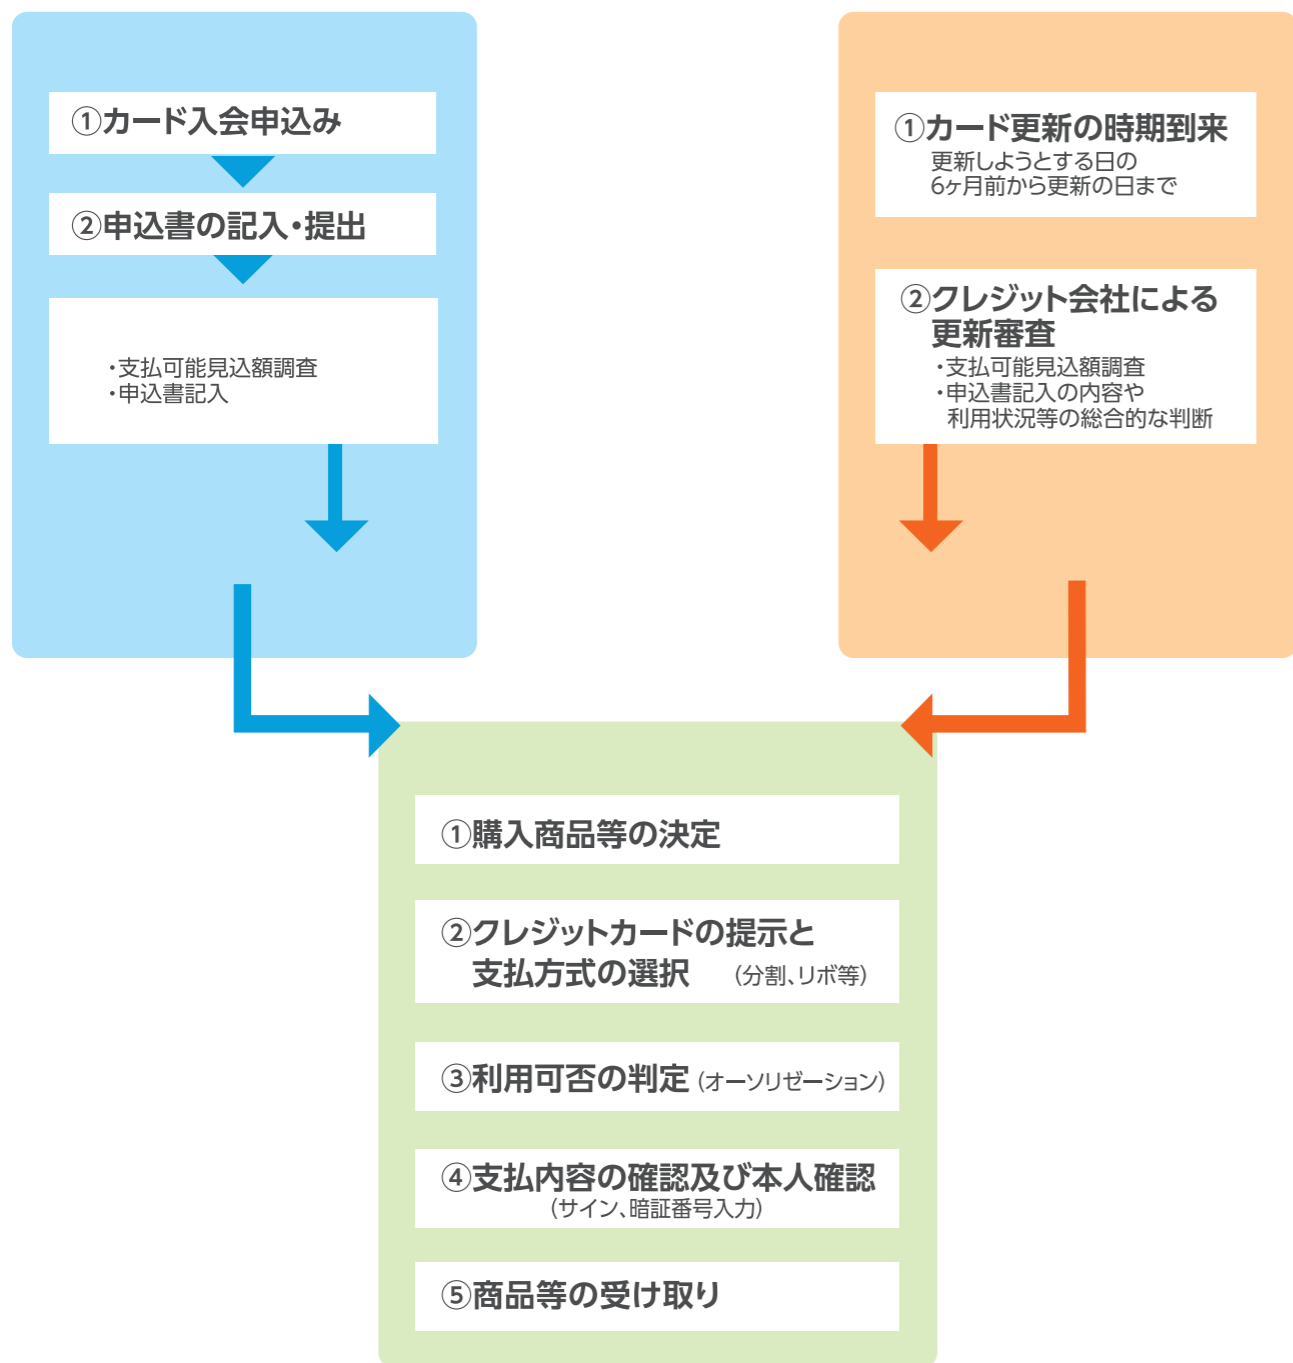 ①カード入会申込み
②申込書の記入・提出
・支払可能見込額調査
・申込書記入
①カード更新の時期到来
更新しようとする日の
6ヶ月前から更新の日まで
②クレジット会社による
更新審査
・支払可能見込額調査
・申込書記入の内容や
利用状況等の総合的な判断
①購入商品等の決定
②クレジットカードの提示と
支払方式の選択 (分割、リボ等)
③利用可否の判定 (オーソリゼーション)
④支払内容の確認及び本人確認
(サイン、暗証番号入力)
⑤商品等の受け取り